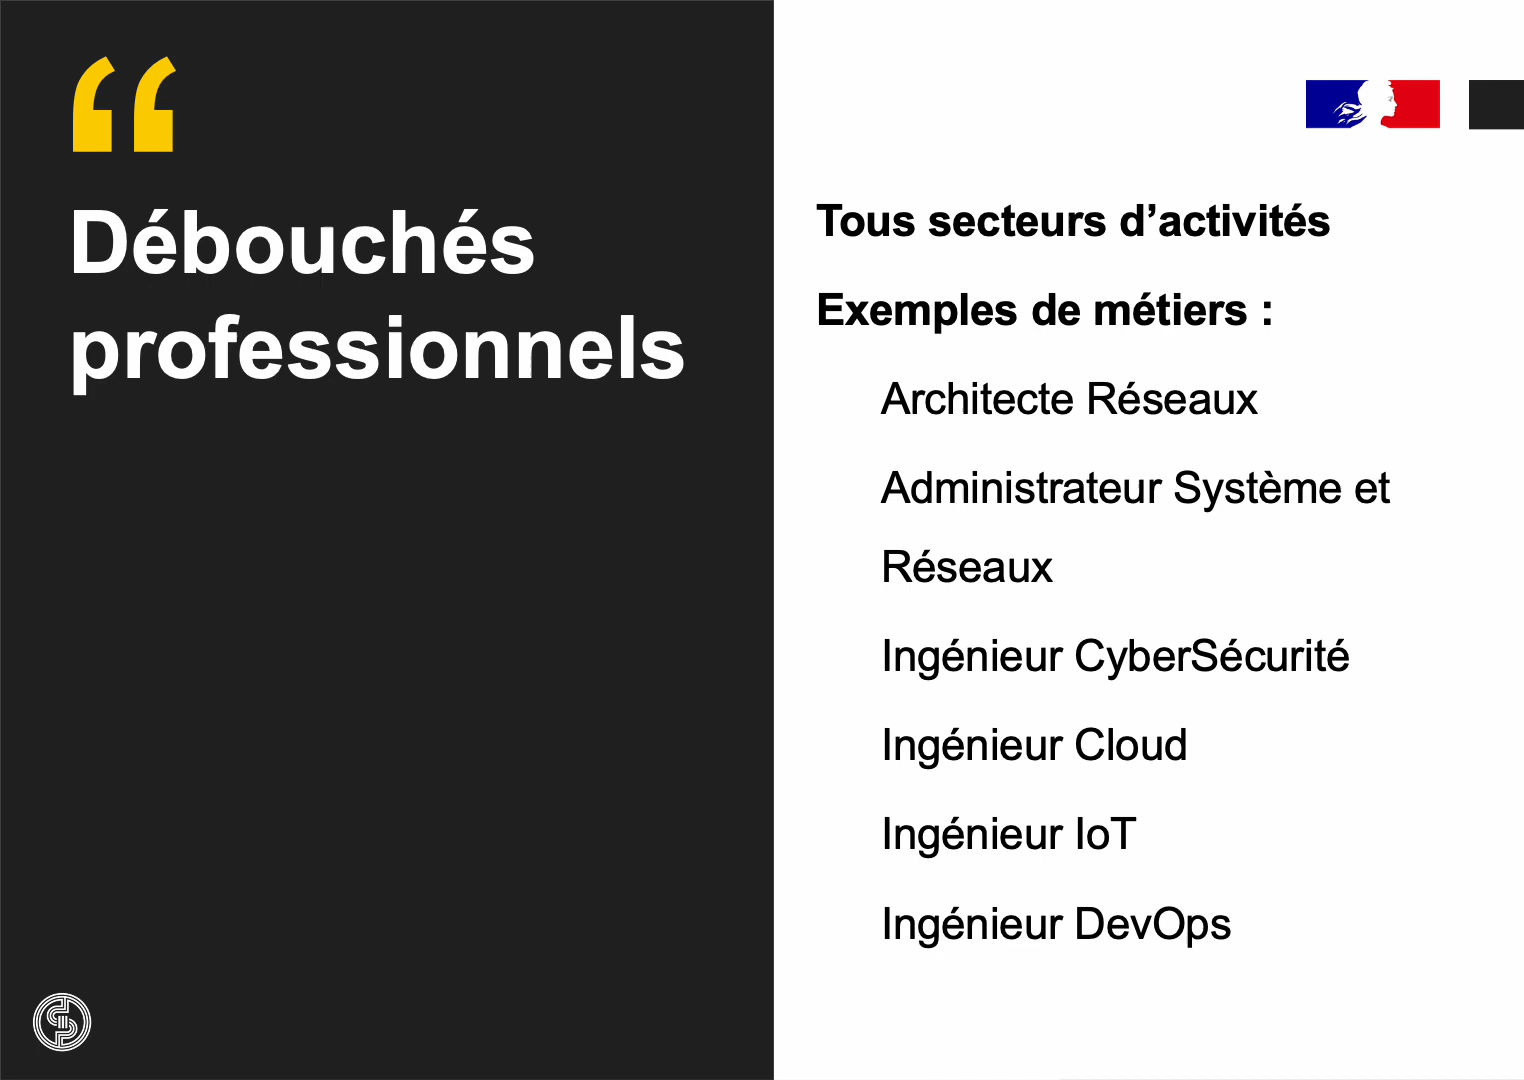 Débouchés
professionnels
Tous secteurs d’activités
Exemples de métiers :
Architecte Réseaux
Administrateur Système et
Réseaux
Ingénieur CyberSécurité
Ingénieur Cloud
Ingénieur IoT
Ingénieur DevOps